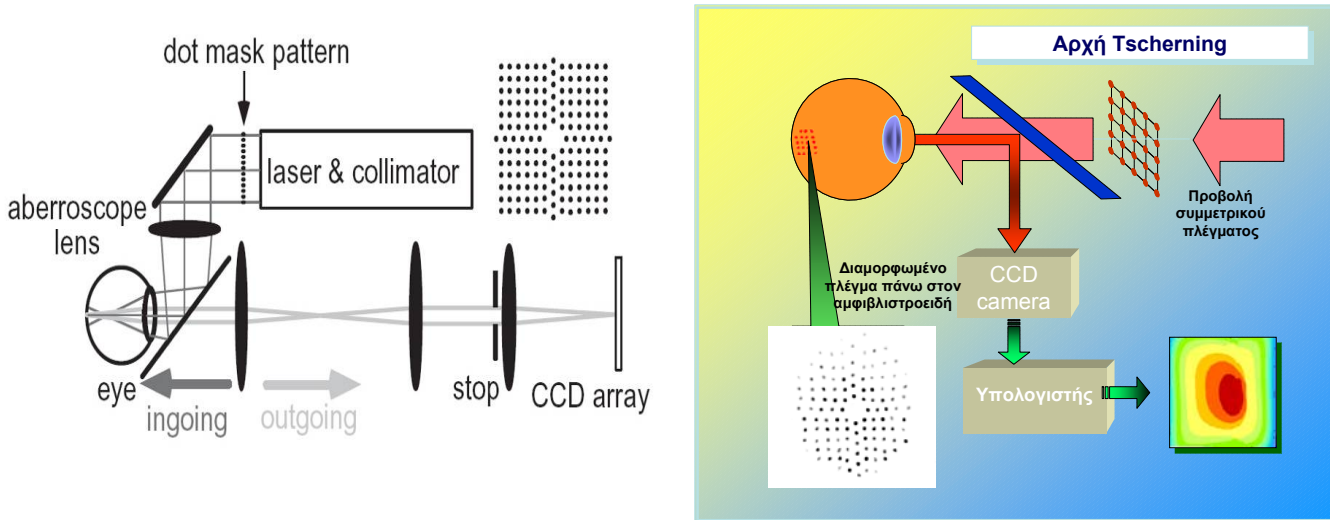 dot mask pattern
laser & collimator
aberroscope
lens
eye
stop
CCD array
ingoing
outgoing
Αρχή Tscherning
Προβολή
συμμετρικού
πλέγματος
Διαμορφωμένο
πλέγμα πάνω στον
αμφιβλιστροειδή
CCD
camera
Υπολογιστής